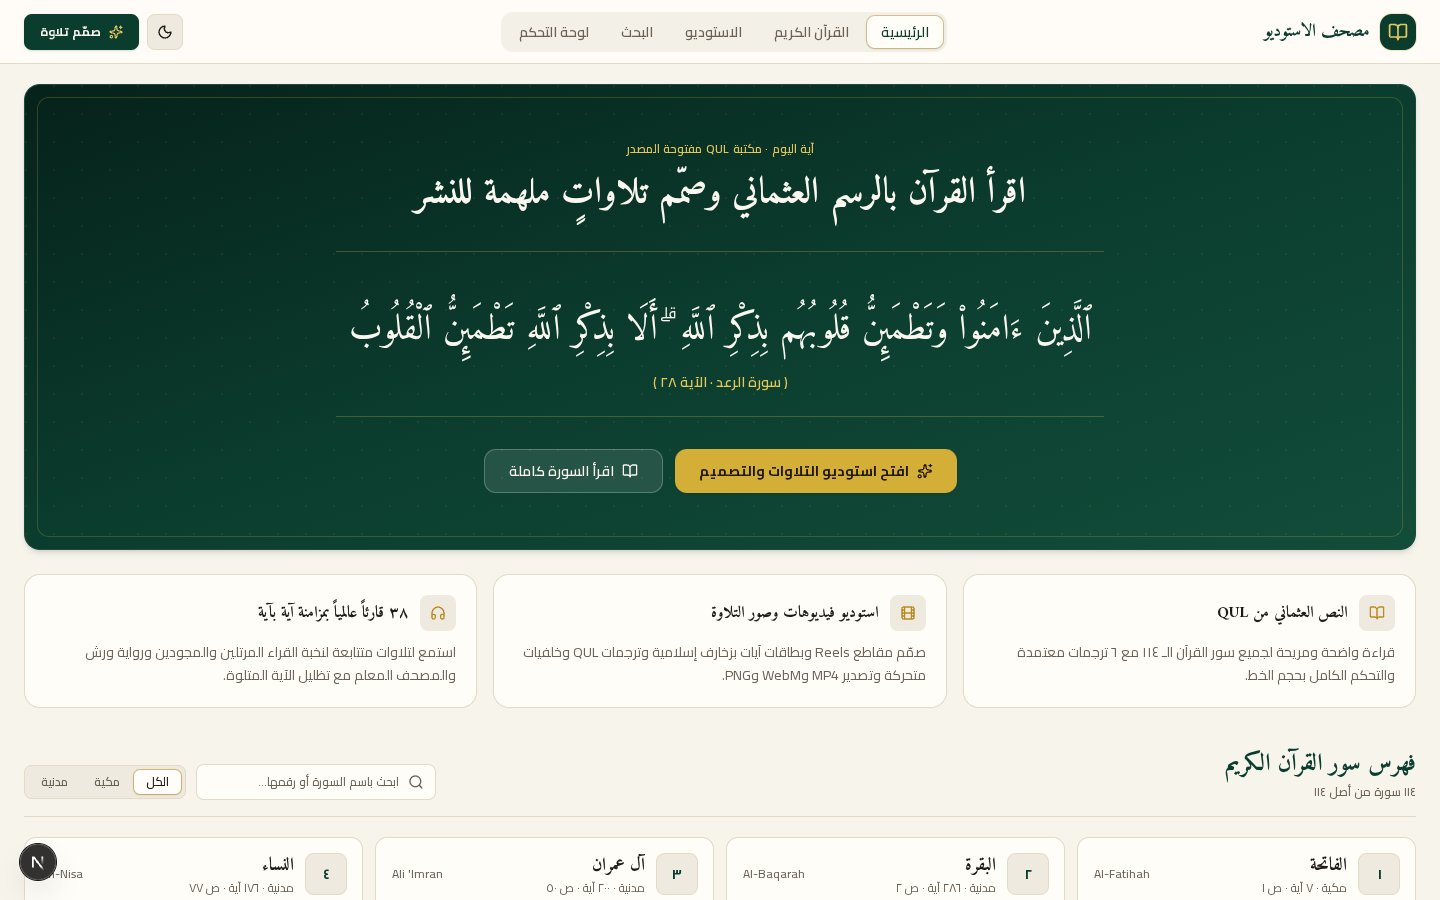 مصحف الاستوديو
الرئيسية
القرآن الكريم
الاستوديو
البحث
لوحة التحكم
صمّم تلاوة
آية اليوم · مكتبة QUL مفتوحة المصدر
اقرأ القرآن بالرسم العثماني وصمّم تلاواتٍ ملهمة للنشر
ٱلَّذِينَ ءَامَنُوا۟ وَتَطْمَئِنُّ قُلُوبُهُم بِذِكْرِ ٱللَّهِ ۗ أَلَا بِذِكْرِ ٱللَّهِ تَطْمَئِنُّ ٱلْقُلُوبُ
( سورة الرعد · الآية ٢٨ )
افتح استوديو التلاوات والتصميم
اقرأ السورة كاملة
النص العثماني من QUL
قراءة واضحة ومريحة لجميع سور القرآن الـ ١١٤ مع ٦ ترجمات معتمدة
والتحكم الكامل بحجم الخط.
استوديو فيديوهات وصور التلاوة
صمّم مقاطع Reels وبطاقات آيات بزخارف إسلامية وترجمات QUL وخلفيات
متحركة وتصدير MP4 وWebM وPNG.
٣٨ قارئاً عالمياً بمزامنة آية بآية
استمع لتلاوات متتابعة لنخبة القراء المرتلين والمجودين ورواية ورش
والمصحف المعلم مع تظليل الآية المتلوة.
فهرس سور القرآن الكريم
١١٤ سورة من أصل ١١٤
ابحث باسم السورة أو رقمها...
الكل
مكية
مدنية
١
الفاتحة
مكية · ٧ آية · ص ١
Al-Fatihah
٢
البقرة
مدنية · ٢٨٦ آية · ص ٢
Al-Baqarah
٣
آل عمران
مدنية · ٢٠٠ آية · ص ٥٠
Ali 'Imran
٤
النساء
مدنية · ١٧٦ آية · ص ٧٧
N